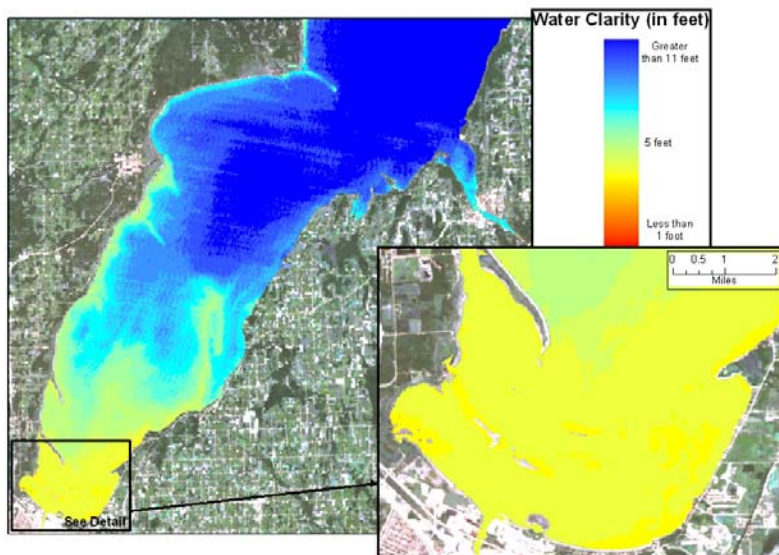 Water Clarity (in feet)
Greater
than 11 feet
5 feet
Less than
1 foot
0 0.5 1 2
Miles
See Detail